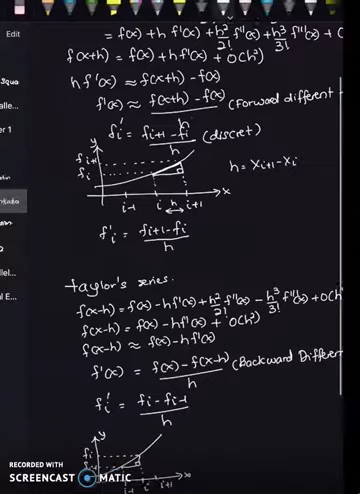 Edit
= f(x)+h f'(x)+ h²/2! f''(x)+ h³/3! f'''(x) + O
f(x+h) = f(x)+ h f'(x) + O(h²)
h f'(x) ≈ f(x+h) - f(x)
f'(x) ≈ f(x+h) - f(x) / h (Forward different
f'i = fi+1 - fi / h (discret)
y
fi+1
fi
h = Xi+1 - Xi
i-1 i h i+1 x
f'i = fi+1 - fi / h
Taylor's series.
f(x-h) = f(x) - hf'(x) + h²/2! f''(x) - h³/3! f'''(x) + O(h
f(x-h) = f(x) - hf'(x) + O(h²)
f(x-h) ≈ f(x) - hf'(x)
f'(x) = f(x) - f(x-h) / h (Backward Differen
f'i = fi - fi-1 / h
y
fi
i-1 i i+1 x
RECORDED WITH
SCREENCAST MATIC